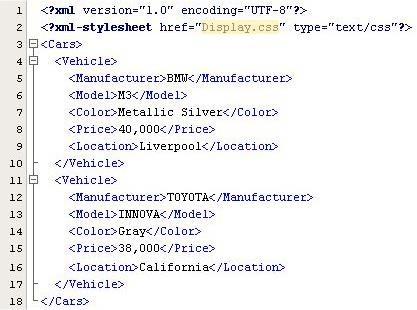 1 <?xml version="1.0" encoding="UTF-8"?>
2 <?xml-stylesheet href="Display.css" type="text/css"?>
3 <Cars>
4 <Vehicle>
5 <Manufacturer>BMW</Manufacturer>
6 <Model>M3</Model>
7 <Color>Metallic Silver</Color>
8 <Price>40,000</Price>
9 <Location>Liverpool</Location>
10 </Vehicle>
11 <Vehicle>
12 <Manufacturer>TOYOTA</Manufacturer>
13 <Model>INNOVA</Model>
14 <Color>Gray</Color>
15 <Price>38,000</Price>
16 <Location>California</Location>
17 </Vehicle>
18 </Cars>